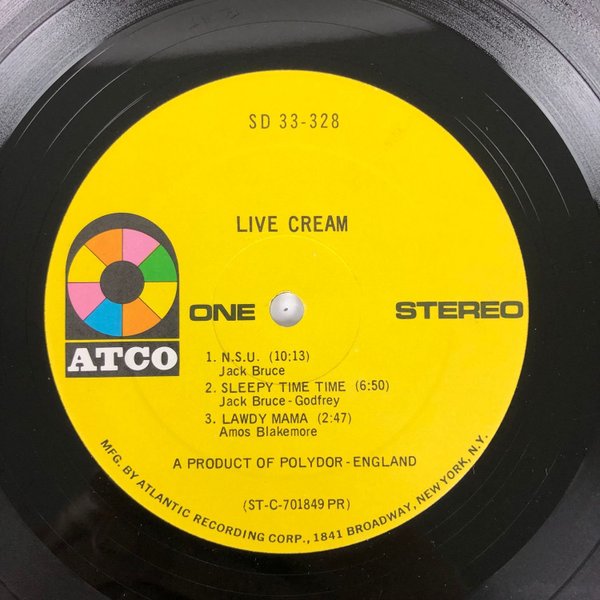 SD 33-328
LIVE CREAM
ATCO
ONE
STEREO
1. N.S.U. (10:13)
Jack Bruce
2. SLEEPY TIME TIME (6:50)
Jack Bruce - Godfrey
3. LAWDY MAMA (2:47)
Amos Blakemore
A PRODUCT OF POLYDOR - ENGLAND
(ST-C-701849 PR)
MFG. BY ATLANTIC RECORDING CORP., 1841 BROADWAY, NEW YORK, N.Y.